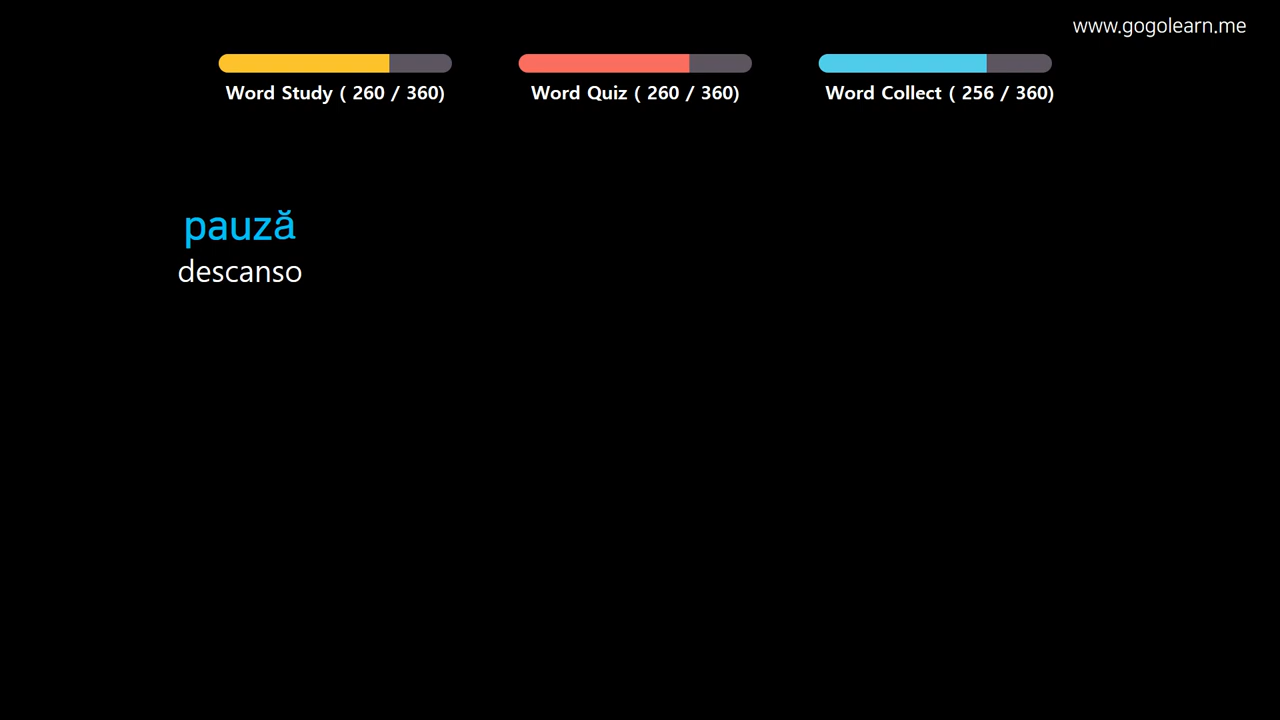 www.gogolearn.me
Word Study ( 260 / 360)
Word Quiz ( 260 / 360)
Word Collect ( 256 / 360)
pauză
descanso